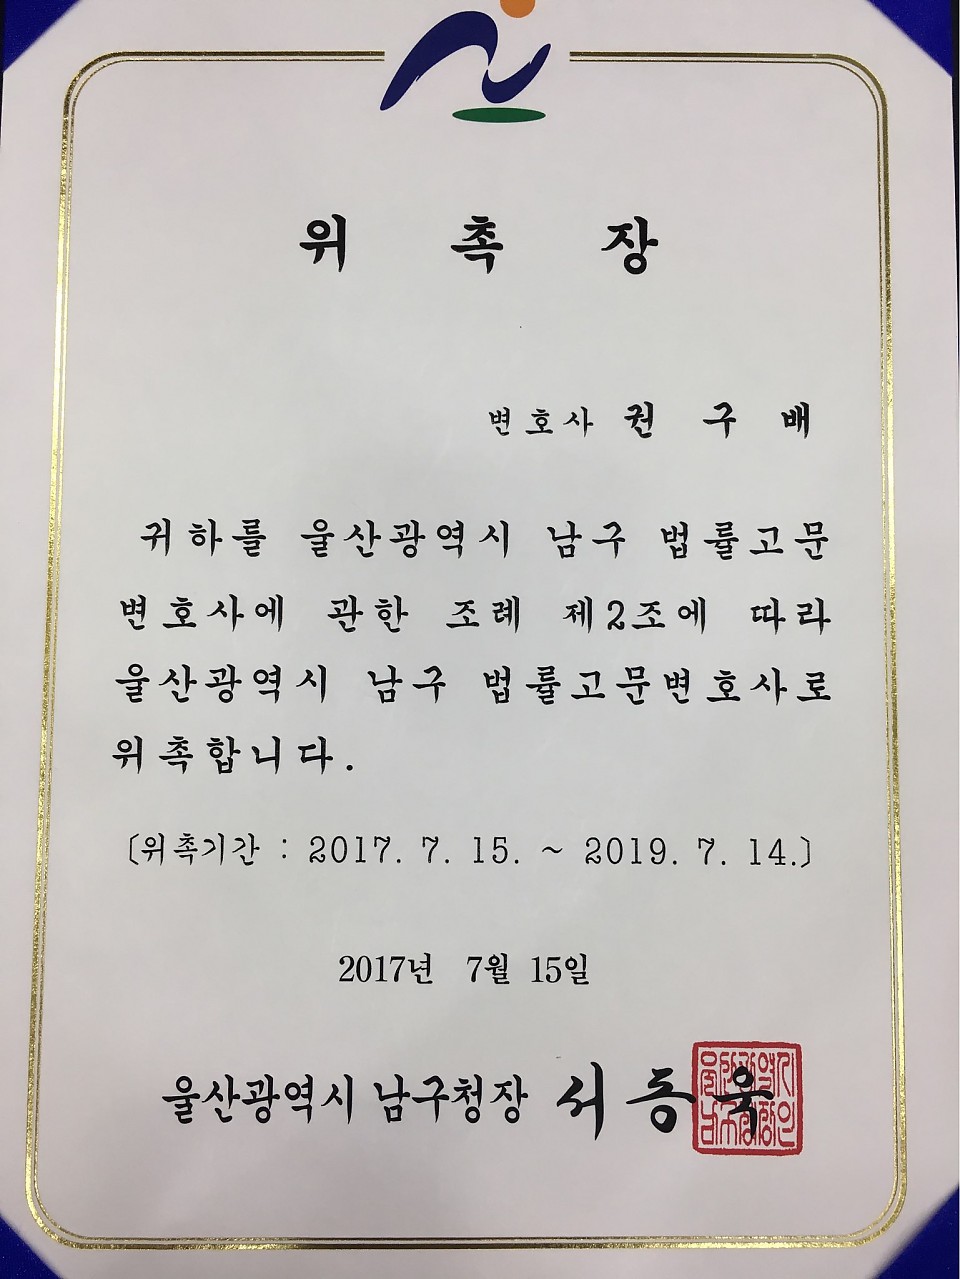 위 촉 장
변호사 권 구 배
귀하를 울산광역시 남구 법률고문
변호사에 관한 조례 제2조에 따라
울산광역시 남구 법률고문변호사로
위촉합니다.
〔위촉기간 : 2017. 7. 15. ~ 2019. 7. 14.〕
2017년 7월 15일
울산광역시 남구청장 서동욱